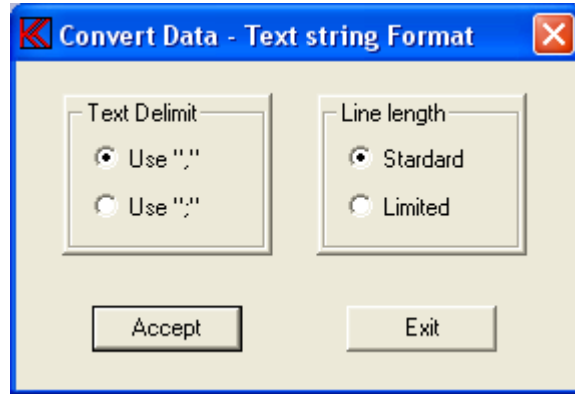 Convert Data - Text string Format
Text Delimit
Use ","
Use ";"
Line length
Stardard
Limited
Accept
Exit